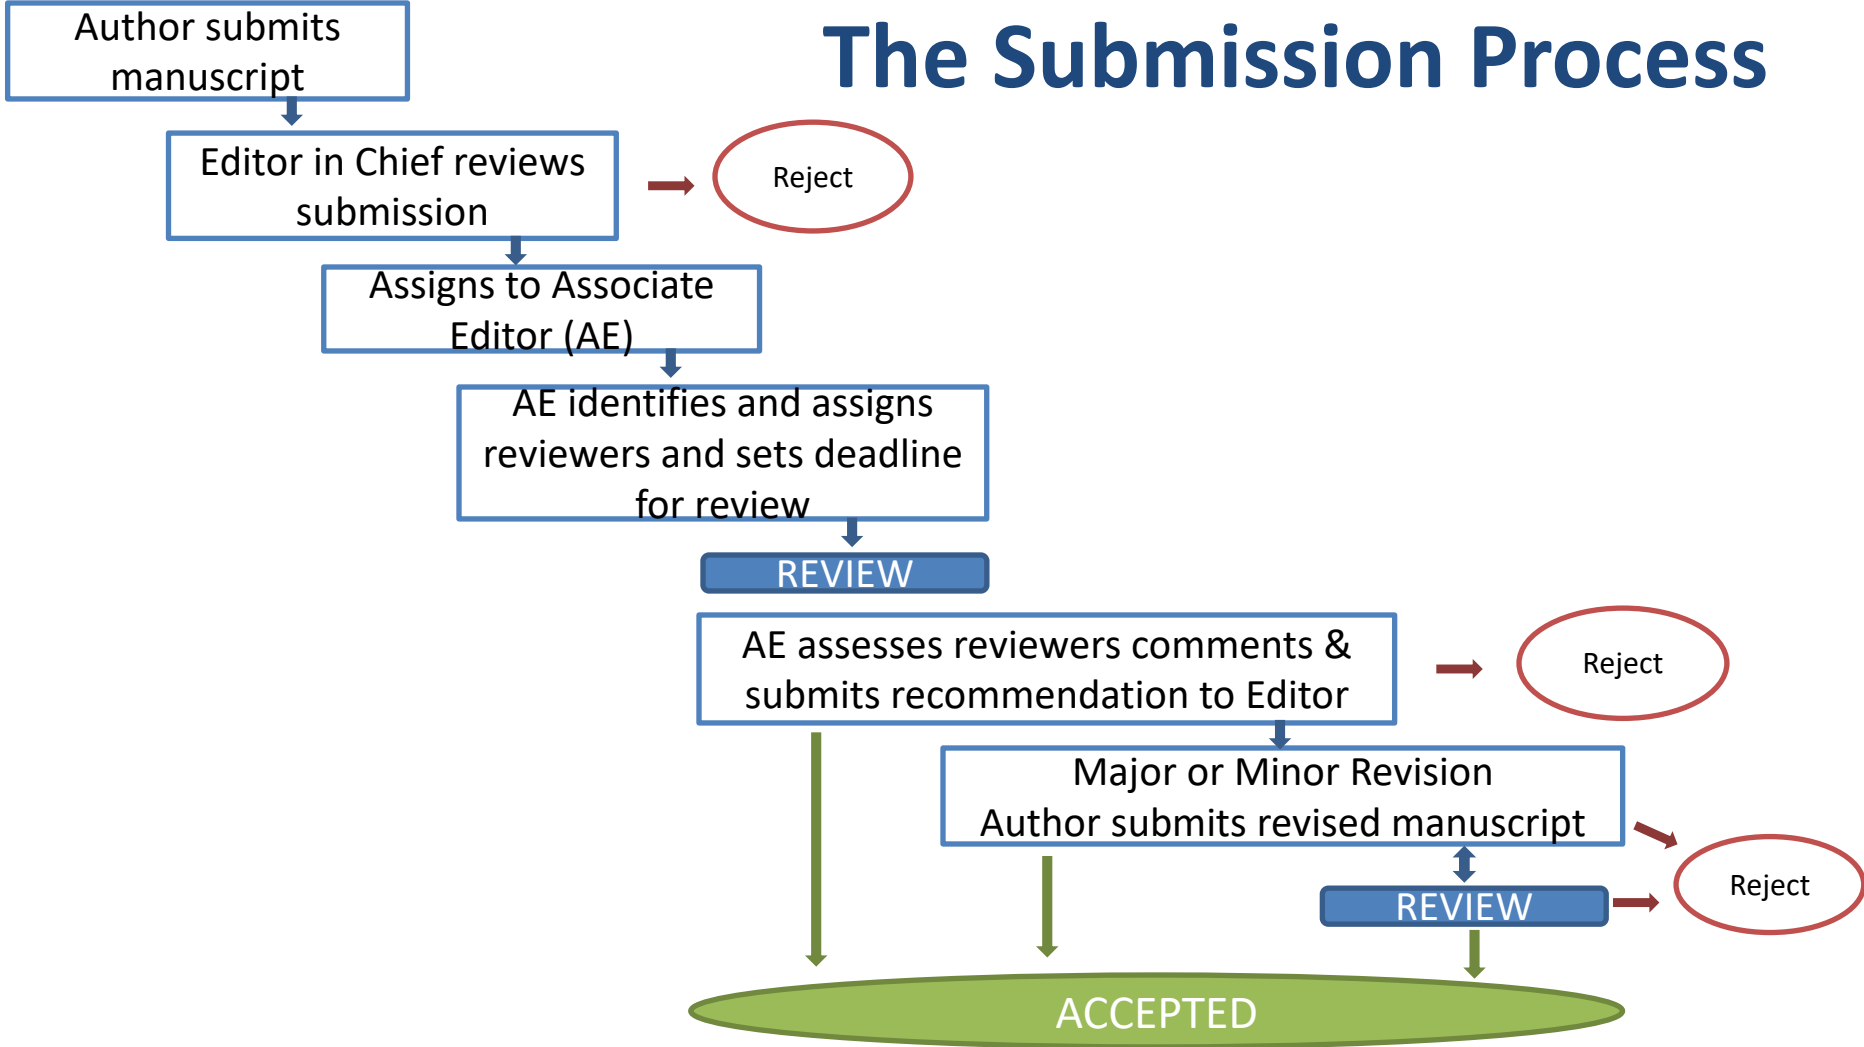 The Submission Process
Author submits
manuscript
Editor in Chief reviews
submission
Reject
Assigns to Associate
Editor (AE)
AE identifies and assigns
reviewers and sets deadline
for review
REVIEW
AE assesses reviewers comments &
submits recommendation to Editor
Reject
Major or Minor Revision
Author submits revised manuscript
Reject
REVIEW
ACCEPTED